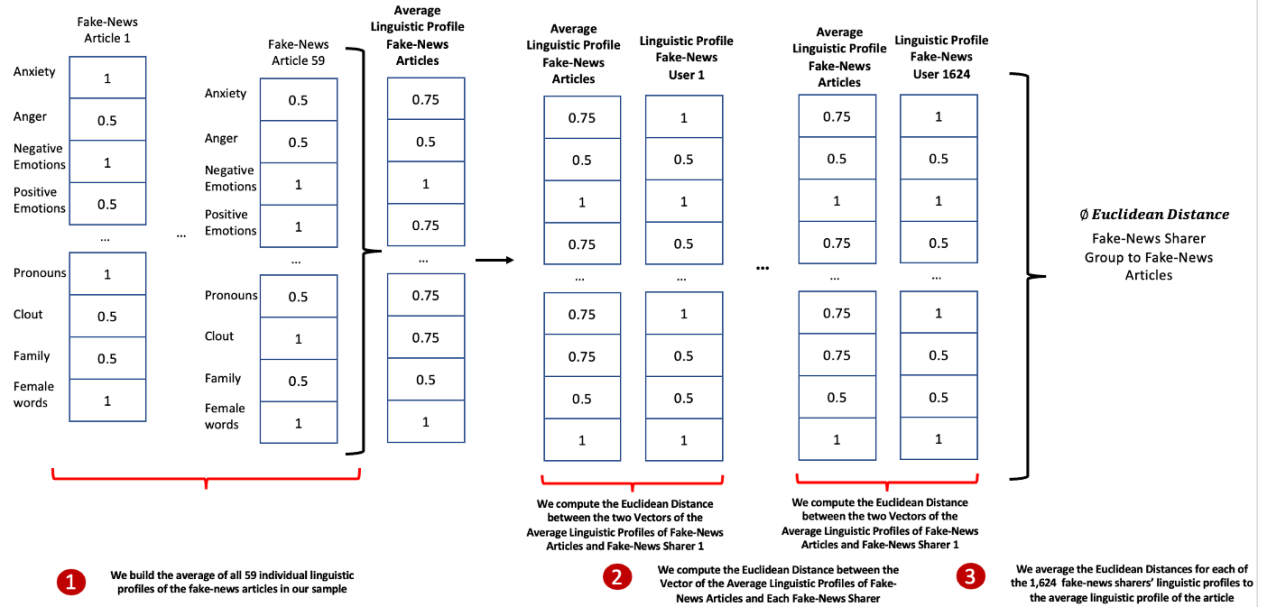 Fake-News
Article 1
Anxiety
1
Anger
0.5
Negative
Emotions
1
Positive
Emotions
0.5
...
Pronouns
1
Clout
0.5
Family
0.5
Female
words
1
...
Fake-News
Article 59
Anxiety
0.5
Anger
0.5
Negative
Emotions
1
Positive
Emotions
1
...
Pronouns
0.5
Clout
1
Family
0.5
Female
words
1
Average
Linguistic Profile
Fake-News
Articles
0.75
0.5
1
0.75
...
0.75
0.75
0.5
1
Average
Linguistic Profile
Fake-News
Articles
0.75
0.5
1
0.75
...
0.75
0.75
0.5
1
Linguistic Profile
Fake-News
User 1
1
0.5
1
0.5
...
1
0.5
0.5
1
We compute the Euclidean Distance
between the two Vectors of the
Average Linguistic Profiles of Fake-News
Articles and Fake-News Sharer 1
...
Average
Linguistic Profile
Fake-News
Articles
0.75
0.5
1
0.75
...
0.75
0.75
0.5
1
Linguistic Profile
Fake-News
User 1624
1
0.5
1
0.5
...
1
0.5
0.5
1
We compute the Euclidean Distance
between the two Vectors of the
Average Linguistic Profiles of Fake-News
Articles and Fake-News Sharer 1
Ø Euclidean Distance
Fake-News Sharer
Group to Fake-News
Articles
1
We build the average of all 59 individual linguistic
profiles of the fake-news articles in our sample
2
We compute the Euclidean Distance between the
Vector of the Average Linguistic Profiles of Fake-
News Articles and Each Fake-News Sharer
3
We average the Euclidean Distances for each of
the 1,624 fake-news sharers' linguistic profiles to
the average linguistic profile of the article